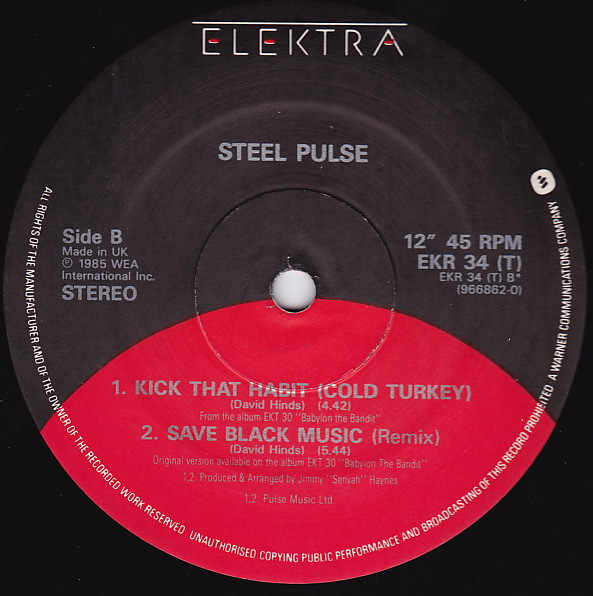 ELEKTRA
STEEL PULSE
Side B
Made in UK
℗ 1985 WEA
International Inc.
STEREO
12" 45 RPM
EKR 34 (T)
EKR 34 (T) B*
(966862-0)
1. KICK THAT HABIT (COLD TURKEY)
(David Hinds) (4.42)
From the album EKT 30 "Babylon the Bandit"
2. SAVE BLACK MUSIC (Remix)
(David Hinds) (5.44)
Original version available on the album EKT 30 "Babylon The Bandit"
1,2. Produced & Arranged by Jimmy "Senyah" Haynes
1,2. Pulse Music Ltd.
ALL RIGHTS OF THE MANUFACTURER AND OF THE OWNER OF THE RECORDED WORK RESERVED UNAUTHORISED COPYING PUBLIC PERFORMANCE AND BROADCASTING OF THIS RECORD PROHIBITED A WARNER COMMUNICATIONS COMPANY